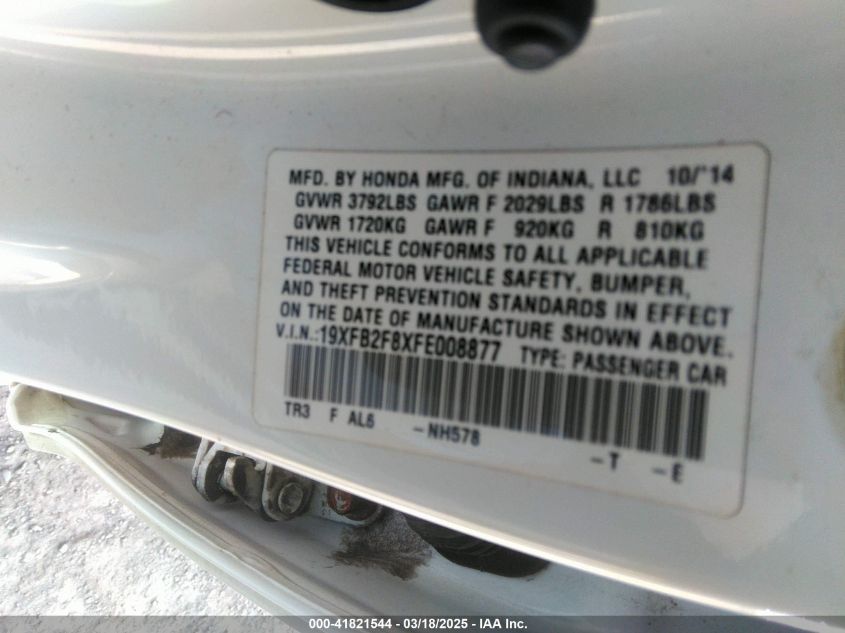 MFD. BY HONDA MFG. OF INDIANA, LLC 10/'14
GVWR 3792LBS GAWR F 2029LBS R 1786LBS
GVWR 1720KG GAWR F 920KG R 810KG
THIS VEHICLE CONFORMS TO ALL APPLICABLE
FEDERAL MOTOR VEHICLE SAFETY, BUMPER,
AND THEFT PREVENTION STANDARDS IN EFFECT
ON THE DATE OF MANUFACTURE SHOWN ABOVE.
V.I.N.:19XFB2F8XFE008877 TYPE: PASSENGER CAR
TR3 F AL6 -NH578 -T -E
000-41821544 — 03/18/2025 — IAA Inc.